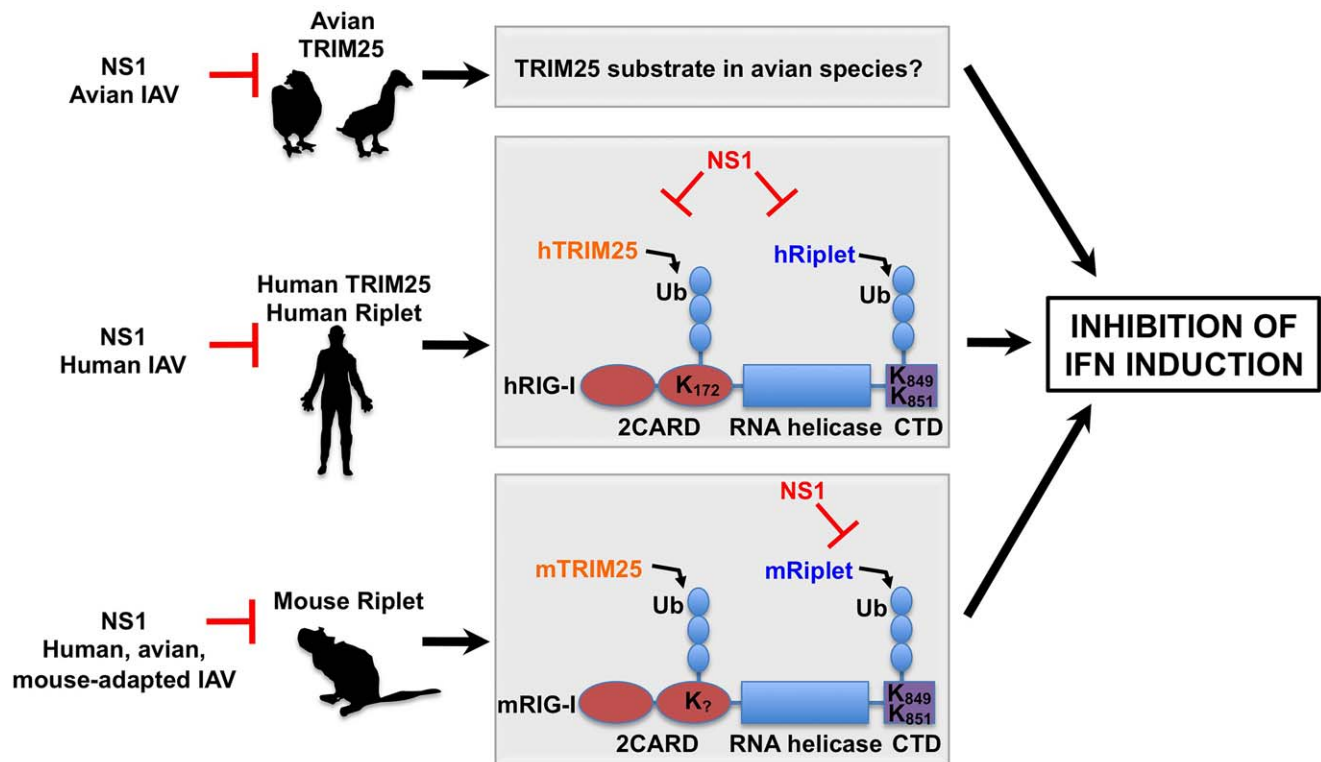 Avian
TRIM25
NS1
Avian IAV
TRIM25 substrate in avian species?
NS1
hTRIM25
hRiplet
Ub
Ub
Human TRIM25
Human Riplet
NS1
Human IAV
hRIG-I
K172
K849
K851
2CARD
RNA helicase
CTD
INHIBITION OF
IFN INDUCTION
NS1
mTRIM25
mRiplet
Ub
Ub
Mouse Riplet
NS1
Human, avian,
mouse-adapted IAV
mRIG-I
K?
K849
K851
2CARD
RNA helicase
CTD